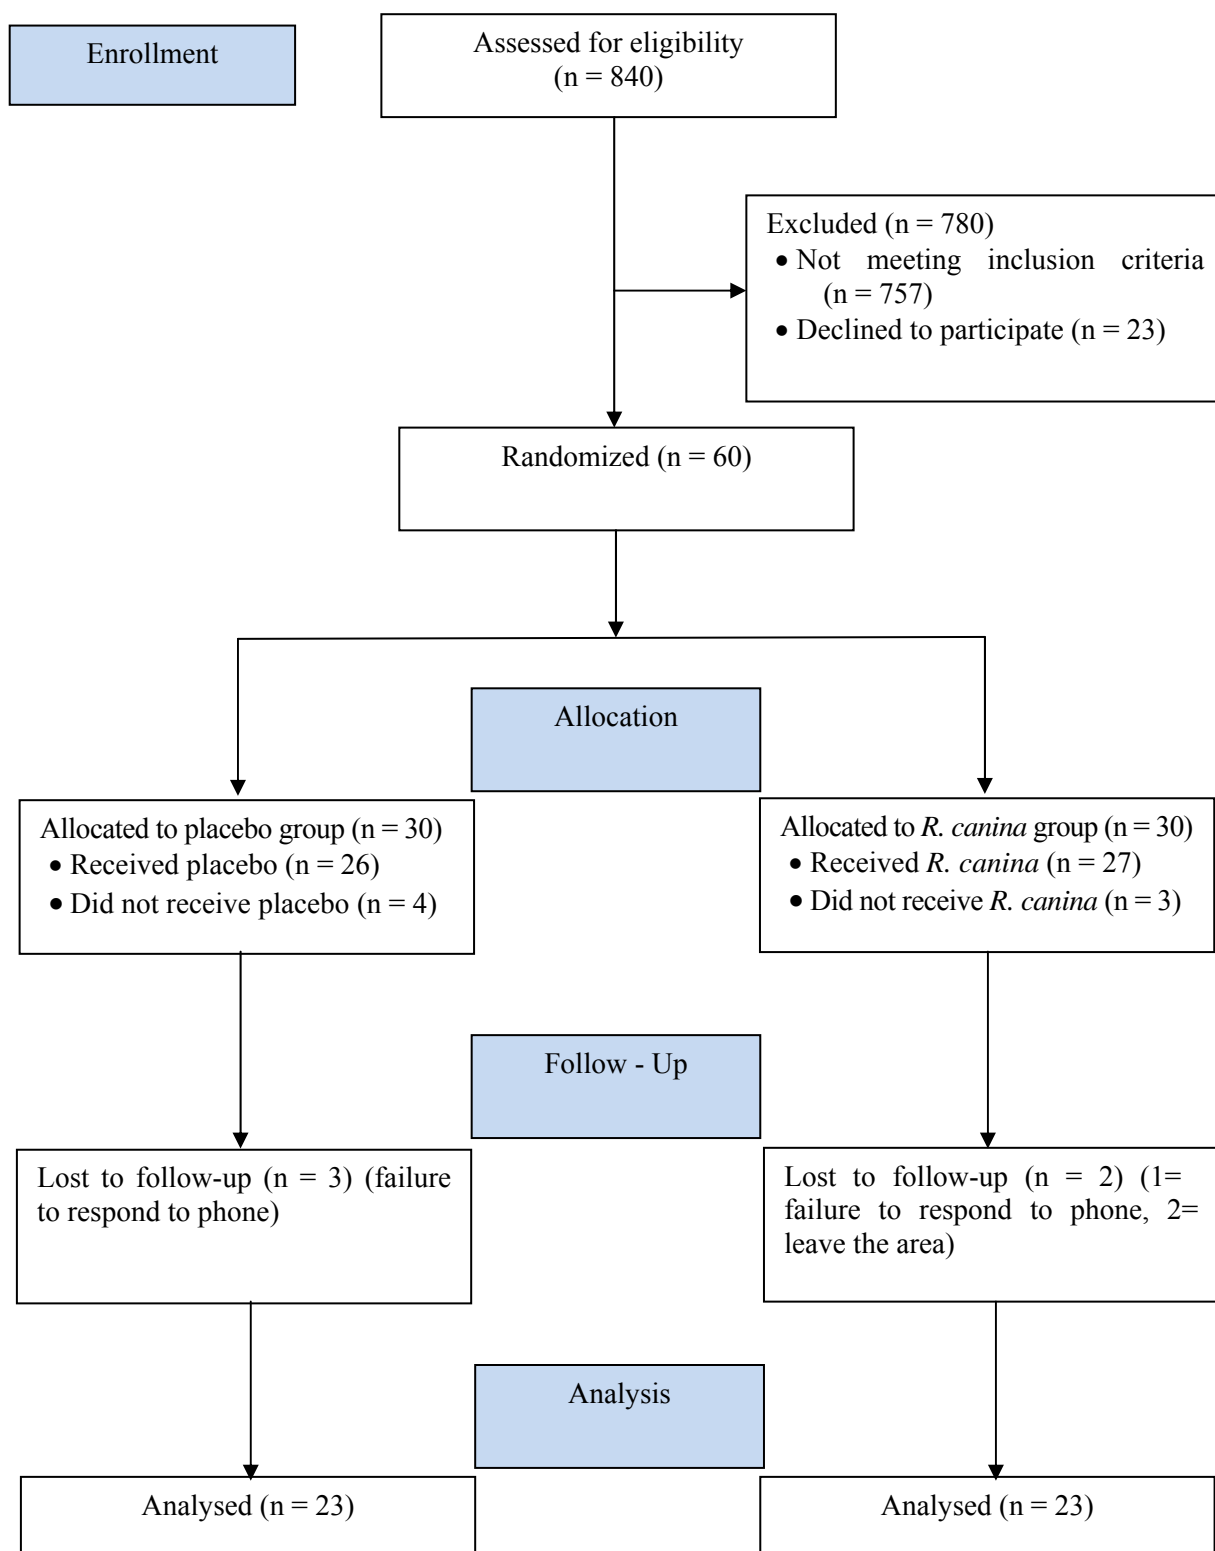 Enrollment
Assessed for eligibility
(n = 840)
Excluded (n = 780)
• Not meeting inclusion criteria
(n = 757)
• Declined to participate (n = 23)
Randomized (n = 60)
Allocation
Allocated to placebo group (n = 30)
• Received placebo (n = 26)
• Did not receive placebo (n = 4)
Allocated to R. canina group (n = 30)
• Received R. canina (n = 27)
• Did not receive R. canina (n = 3)
Follow - Up
Lost to follow-up (n = 3) (failure
to respond to phone)
Lost to follow-up (n = 2) (1=
failure to respond to phone, 2=
leave the area)
Analysis
Analysed (n = 23)
Analysed (n = 23)